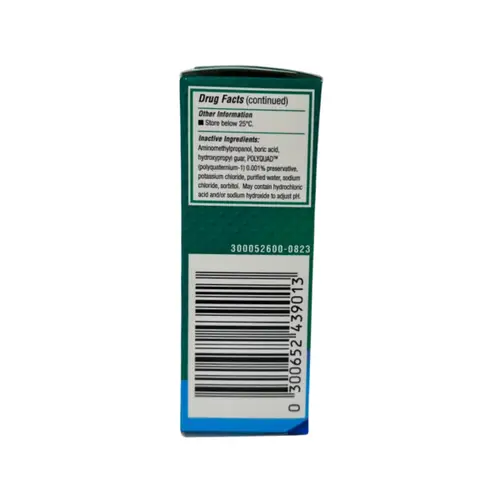 Drug Facts (continued)
Other Information
■ Store below 25°C.
Inactive Ingredients:
Aminomethylpropanol, boric acid,
hydroxypropyl guar, POLYQUAD™
(polyquaternium-1) 0.001% preservative,
potassium chloride, purified water, sodium
chloride, sorbitol. May contain hydrochloric
acid and/or sodium hydroxide to adjust pH.
300052600-0823
0 300652 439013